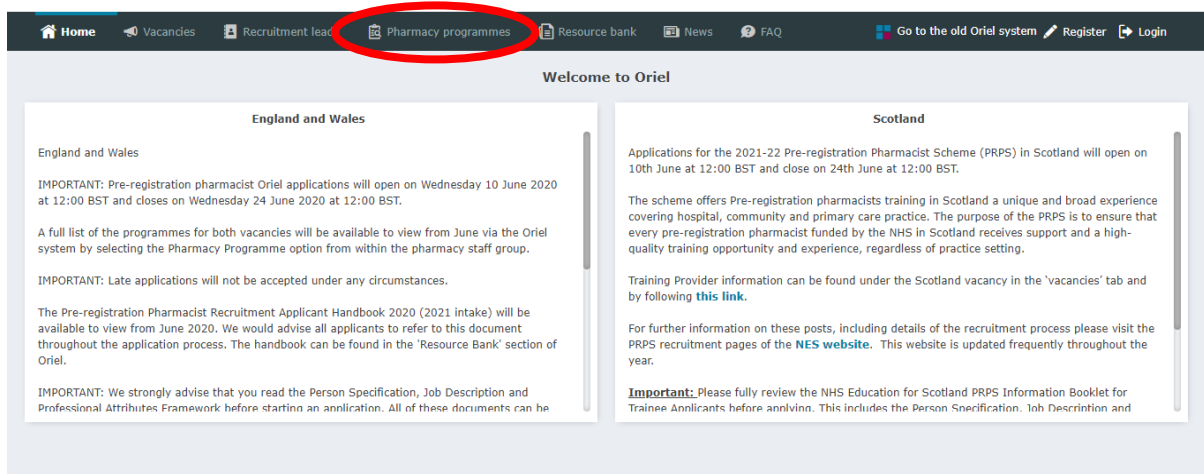 Home Vacancies Recruitment lead Pharmacy programmes Resource bank News FAQ Go to the old Oriel system Register Login
Welcome to Oriel
England and Wales
England and Wales
IMPORTANT: Pre-registration pharmacist Oriel applications will open on Wednesday 10 June 2020
at 12:00 BST and closes on Wednesday 24 June 2020 at 12:00 BST.
A full list of the programmes for both vacancies will be available to view from June via the Oriel
system by selecting the Pharmacy Programme option from within the pharmacy staff group.
IMPORTANT: Late applications will not be accepted under any circumstances.
The Pre-registration Pharmacist Recruitment Applicant Handbook 2020 (2021 intake) will be
available to view from June 2020. We would advise all applicants to refer to this document
throughout the application process. The handbook can be found in the 'Resource Bank' section of
Oriel.
IMPORTANT: We strongly advise that you read the Person Specification, Job Description and
Professional Attributes Framework before starting an application. All of these documents can be
Scotland
Applications for the 2021-22 Pre-registration Pharmacist Scheme (PRPS) in Scotland will open on
10th June at 12:00 BST and close on 24th June at 12:00 BST.
The scheme offers Pre-registration pharmacists training in Scotland a unique and broad experience
covering hospital, community and primary care practice. The purpose of the PRPS is to ensure that
every pre-registration pharmacist funded by the NHS in Scotland receives support and a high-
quality training opportunity and experience, regardless of practice setting.
Training Provider information can be found under the Scotland vacancy in the 'vacancies' tab and
by following this link.
For further information on these posts, including details of the recruitment process please visit the
PRPS recruitment pages of the NES website. This website is updated frequently throughout the
year.
Important: Please fully review the NHS Education for Scotland PRPS Information Booklet for
Trainee Applicants before applying. This includes the Person Specification, Job Description and